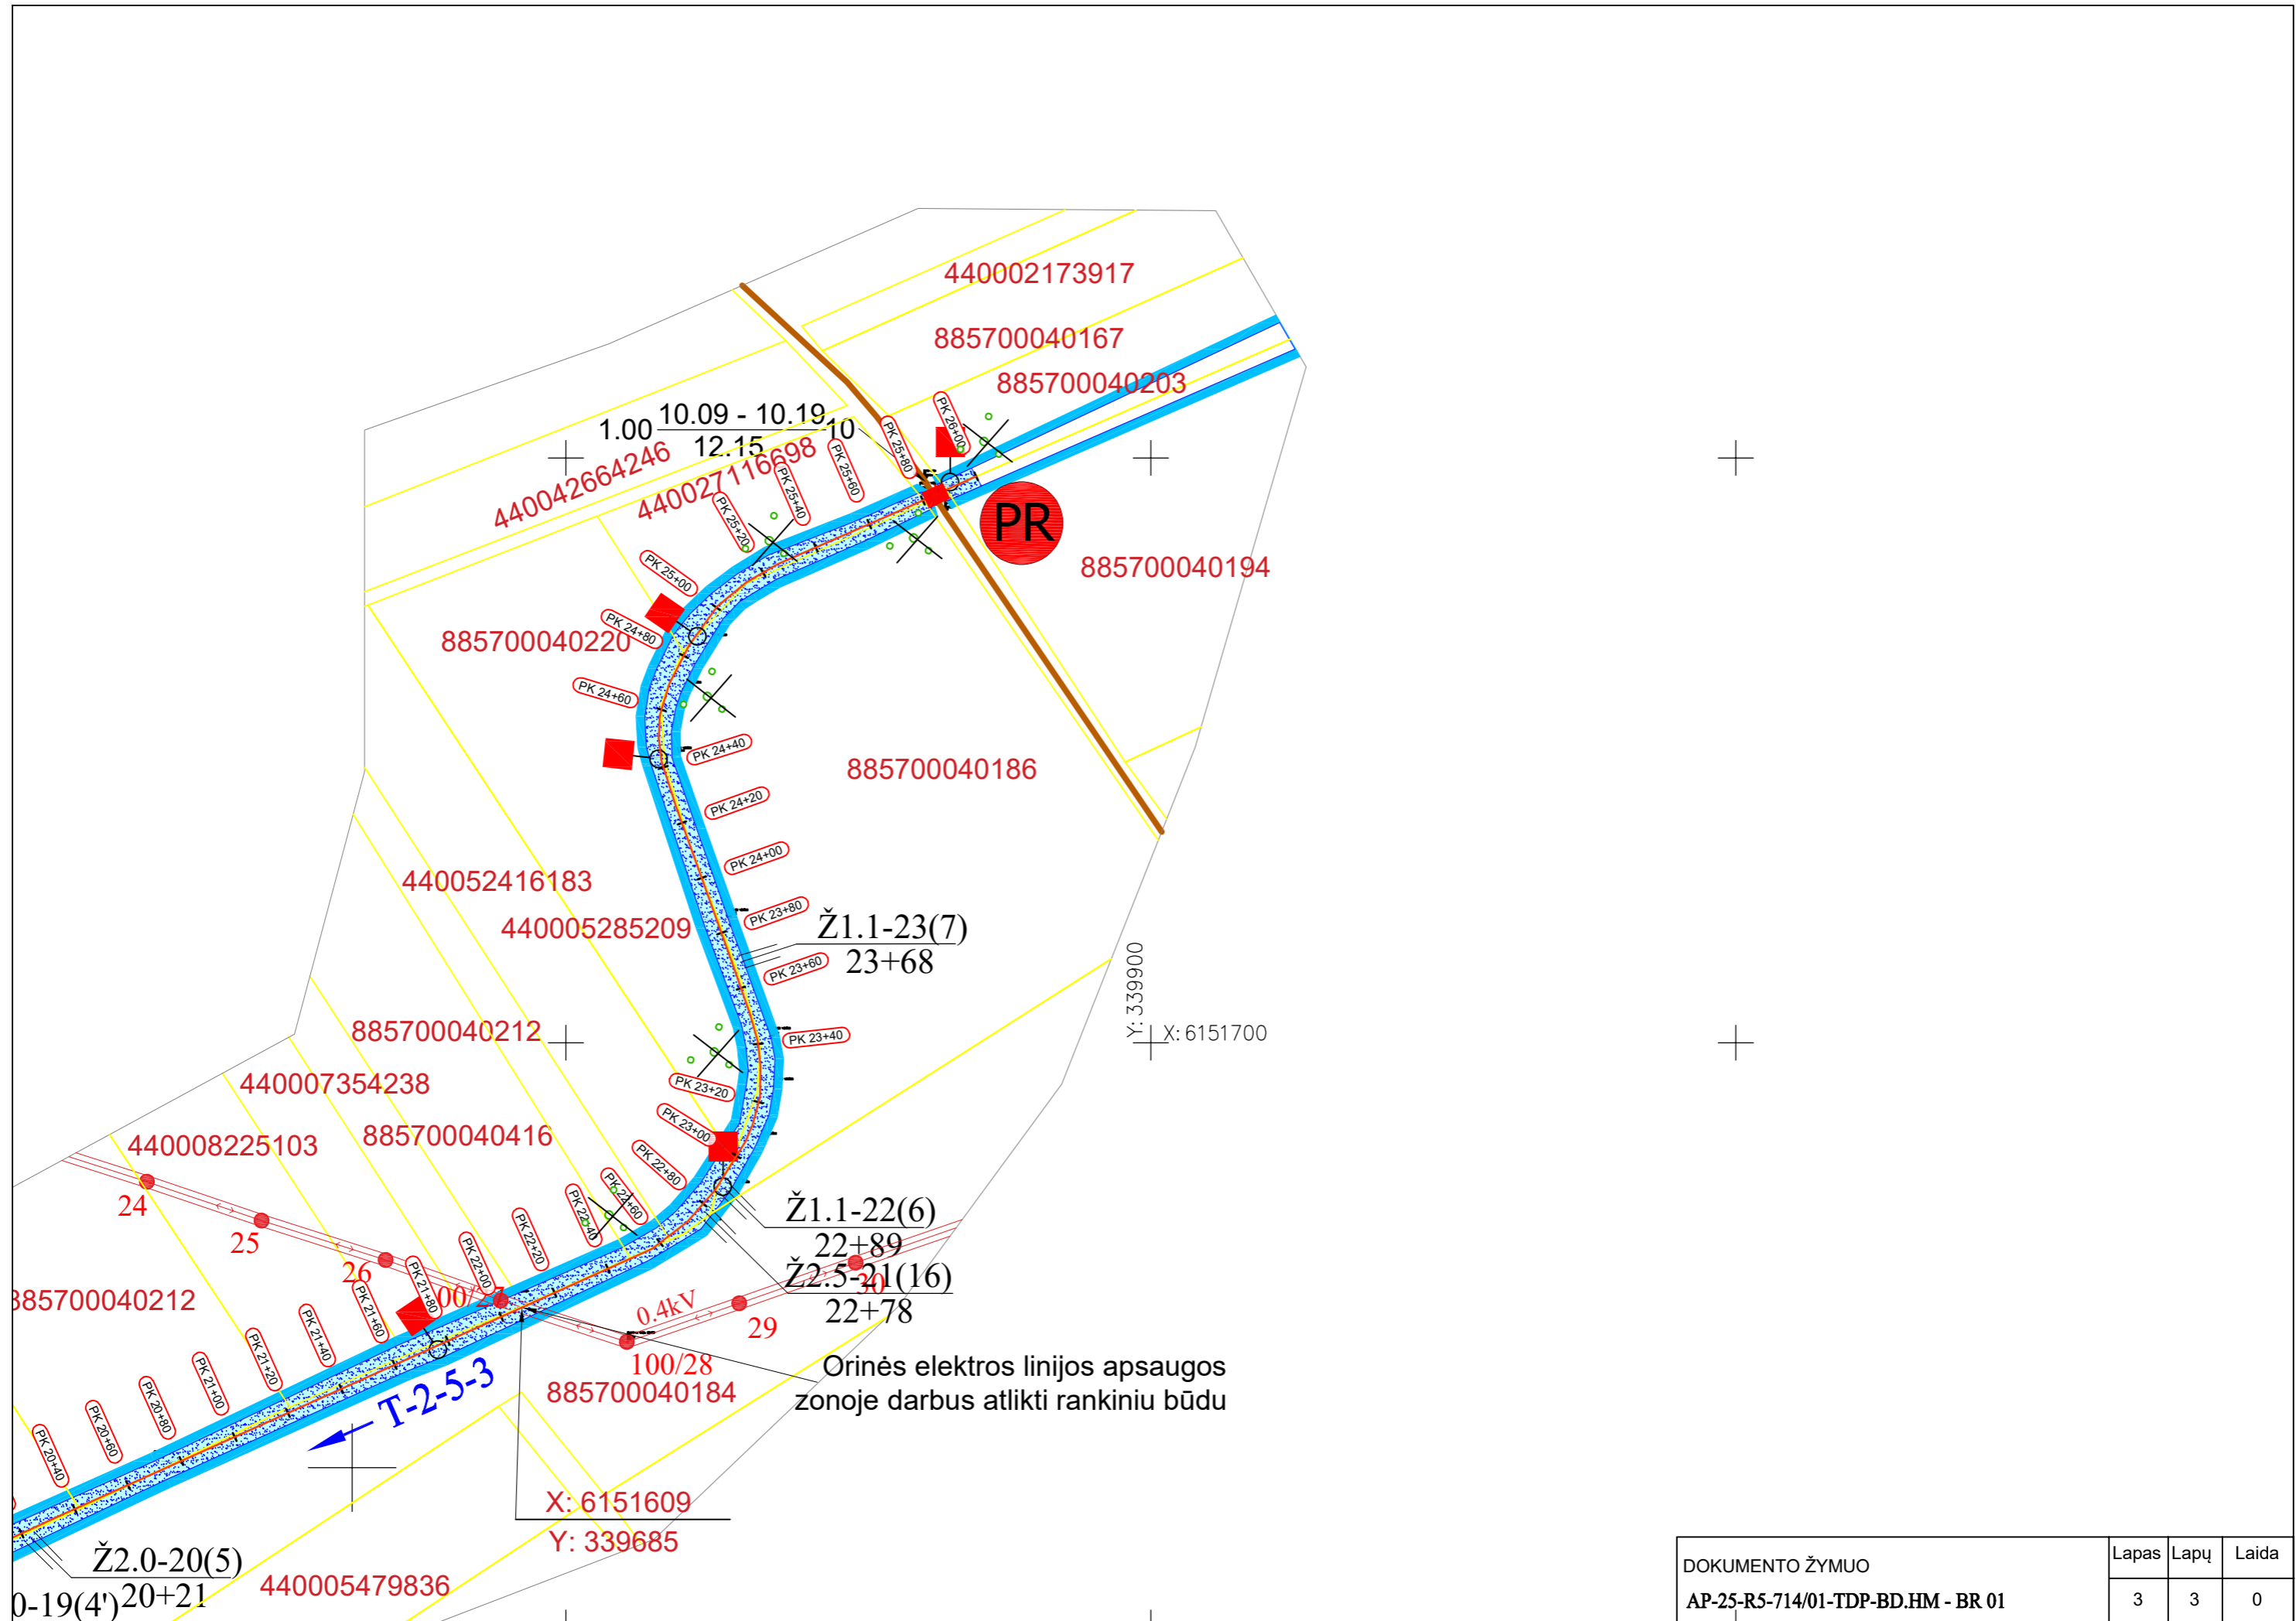 440002173917
885700040167
885700040203
1.00 10.09 - 10.19 10
12.15
440042664246
440027116698
PK 26+00
PK 25+80
PK 25+60
PK 25+40
PK 25+20
PK 25+00
PR
885700040194
885700040220
PK 24+80
PK 24+60
PK 24+40
885700040186
PK 24+20
PK 24+00
440052416183
440005285209
PK 23+80
Ž1.1-23(7)
23+68
PK 23+60
Y: 339900
X: 6151700
885700040212
PK 23+40
440007354238
PK 23+20
885700040416
PK 23+00
440008225103
PK 22+80
PK 22+60
PK 22+40
PK 22+20
PK 22+00
24
25
26
Ž1.1-22(6)
22+89
Ž2.5-21(16)
22+78
30
29
0.4kV
100/28
PK 21+80
PK 21+60
PK 21+40
PK 21+20
PK 21+00
PK 20+80
PK 20+60
PK 20+40
885700040212
T-2-5-3
885700040184
Orinės elektros linijos apsaugos
zonoje darbus atlikti rankiniu būdu
X: 6151609
Y: 339685
Ž2.0-20(5)
20+21
0-19(4')
440005479836
DOKUMENTO ŽYMUO
Lapas Lapų Laida
AP-25-R5-714/01-TDP-BD.HM - BR 01
3 3 0